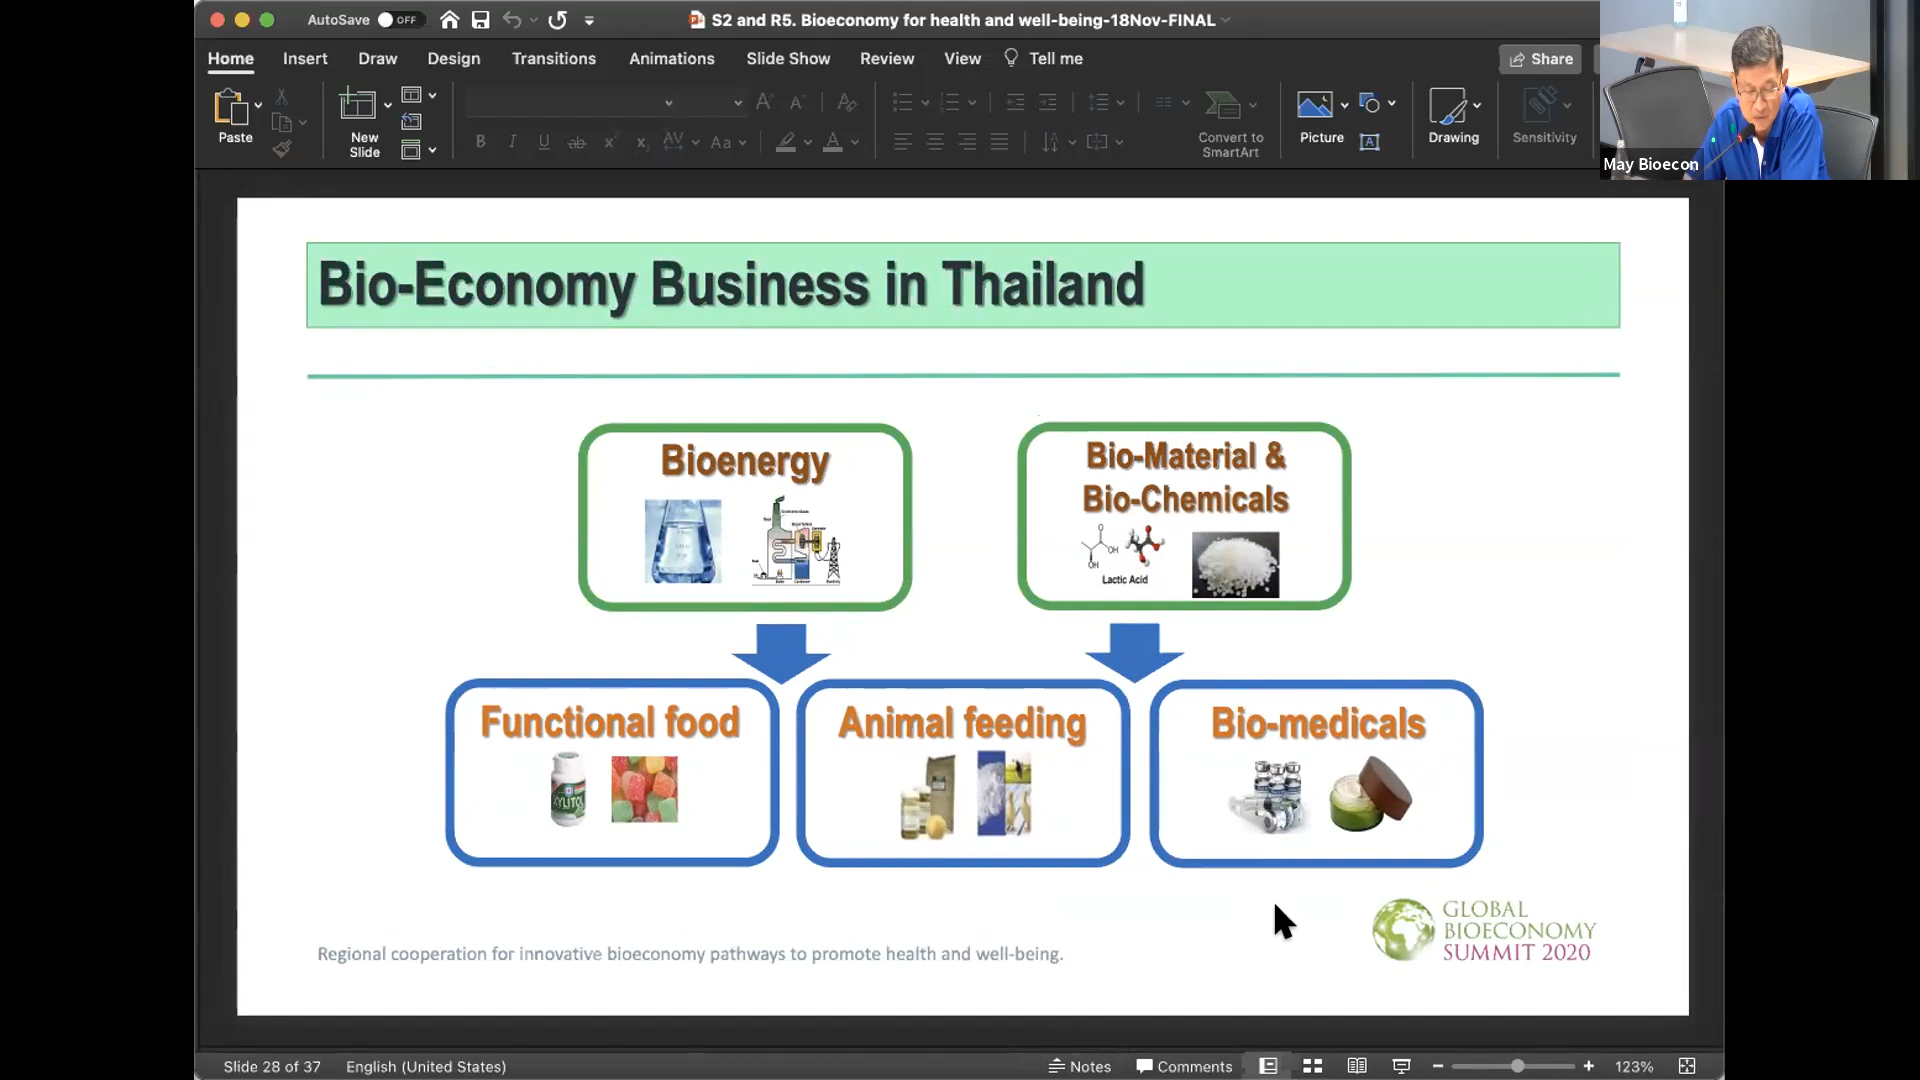 AutoSave OFF
S2 and R5. Bioeconomy for health and well-being-18Nov-FINAL
Home Insert Draw Design Transitions Animations Slide Show Review View Tell me
Share
Paste
New
Slide
Convert to
SmartArt
Picture
Drawing
Sensitivity
May Bioecon
Bio-Economy Business in Thailand
Bioenergy
Bio-Material &
Bio-Chemicals
OH
OH
Lactic Acid
Functional food
XYLITOL
Animal feeding
Bio-medicals
Regional cooperation for innovative bioeconomy pathways to promote health and well-being.
GLOBAL
BIOECONOMY
SUMMIT 2020
Slide 28 of 37 English (United States)
Notes Comments 123%